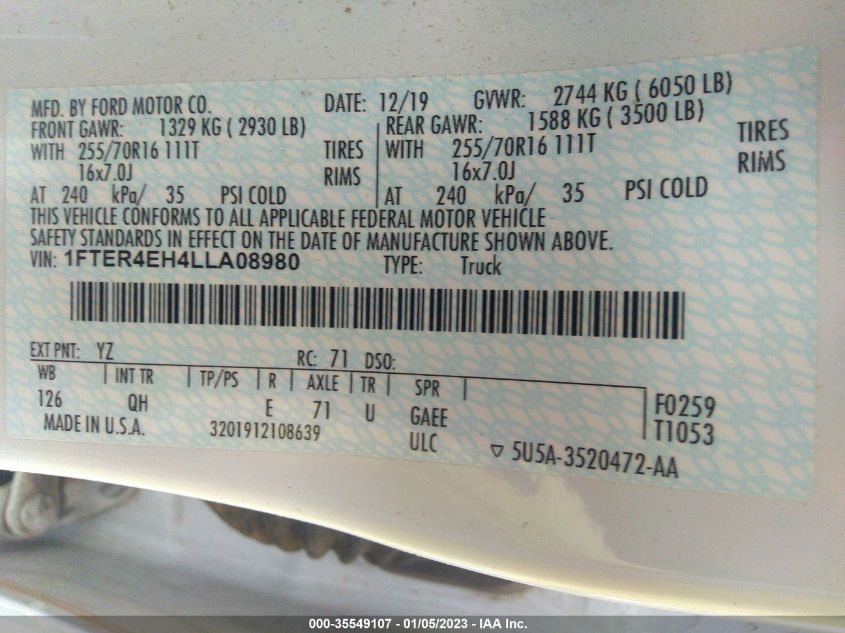 MFD. BY FORD MOTOR CO. DATE: 12/19 GVWR: 2744 KG ( 6050 LB)
FRONT GAWR: 1329 KG ( 2930 LB) REAR GAWR: 1588 KG ( 3500 LB)
WITH 255/70R16 111T TIRES WITH 255/70R16 111T TIRES
16x7.0J RIMS 16x7.0J RIMS
AT 240 kPa/ 35 PSI COLD AT 240 kPa/ 35 PSI COLD
THIS VEHICLE CONFORMS TO ALL APPLICABLE FEDERAL MOTOR VEHICLE
SAFETY STANDARDS IN EFFECT ON THE DATE OF MANUFACTURE SHOWN ABOVE.
VIN: 1FTER4EH4LLA08980 TYPE: Truck
EXT PNT: YZ RC: 71 DSO:
WB INT TR TP/PS R AXLE TR SPR
126 QH E 71 U GAEE F0259
MADE IN U.S.A. 3201912108639 ULC T1053
▽ 5U5A-3520472-AA
000-35549107 - 01/05/2023 - IAA Inc.